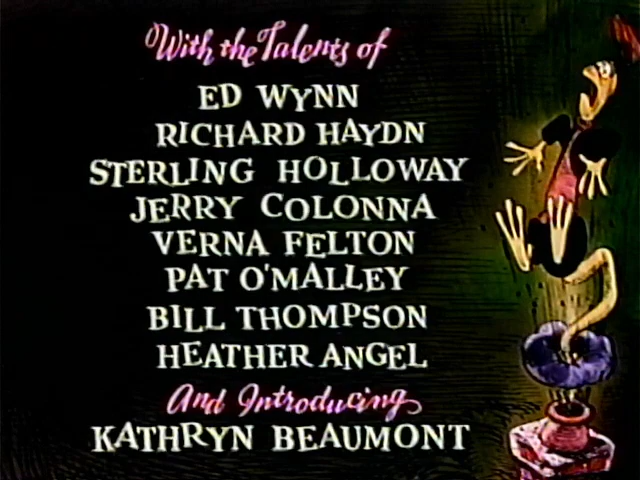 With the Talents of
ED WYNN
RICHARD HAYDN
STERLING HOLLOWAY
JERRY COLONNA
VERNA FELTON
PAT O'MALLEY
BILL THOMPSON
HEATHER ANGEL
And Introducing
KATHRYN BEAUMONT